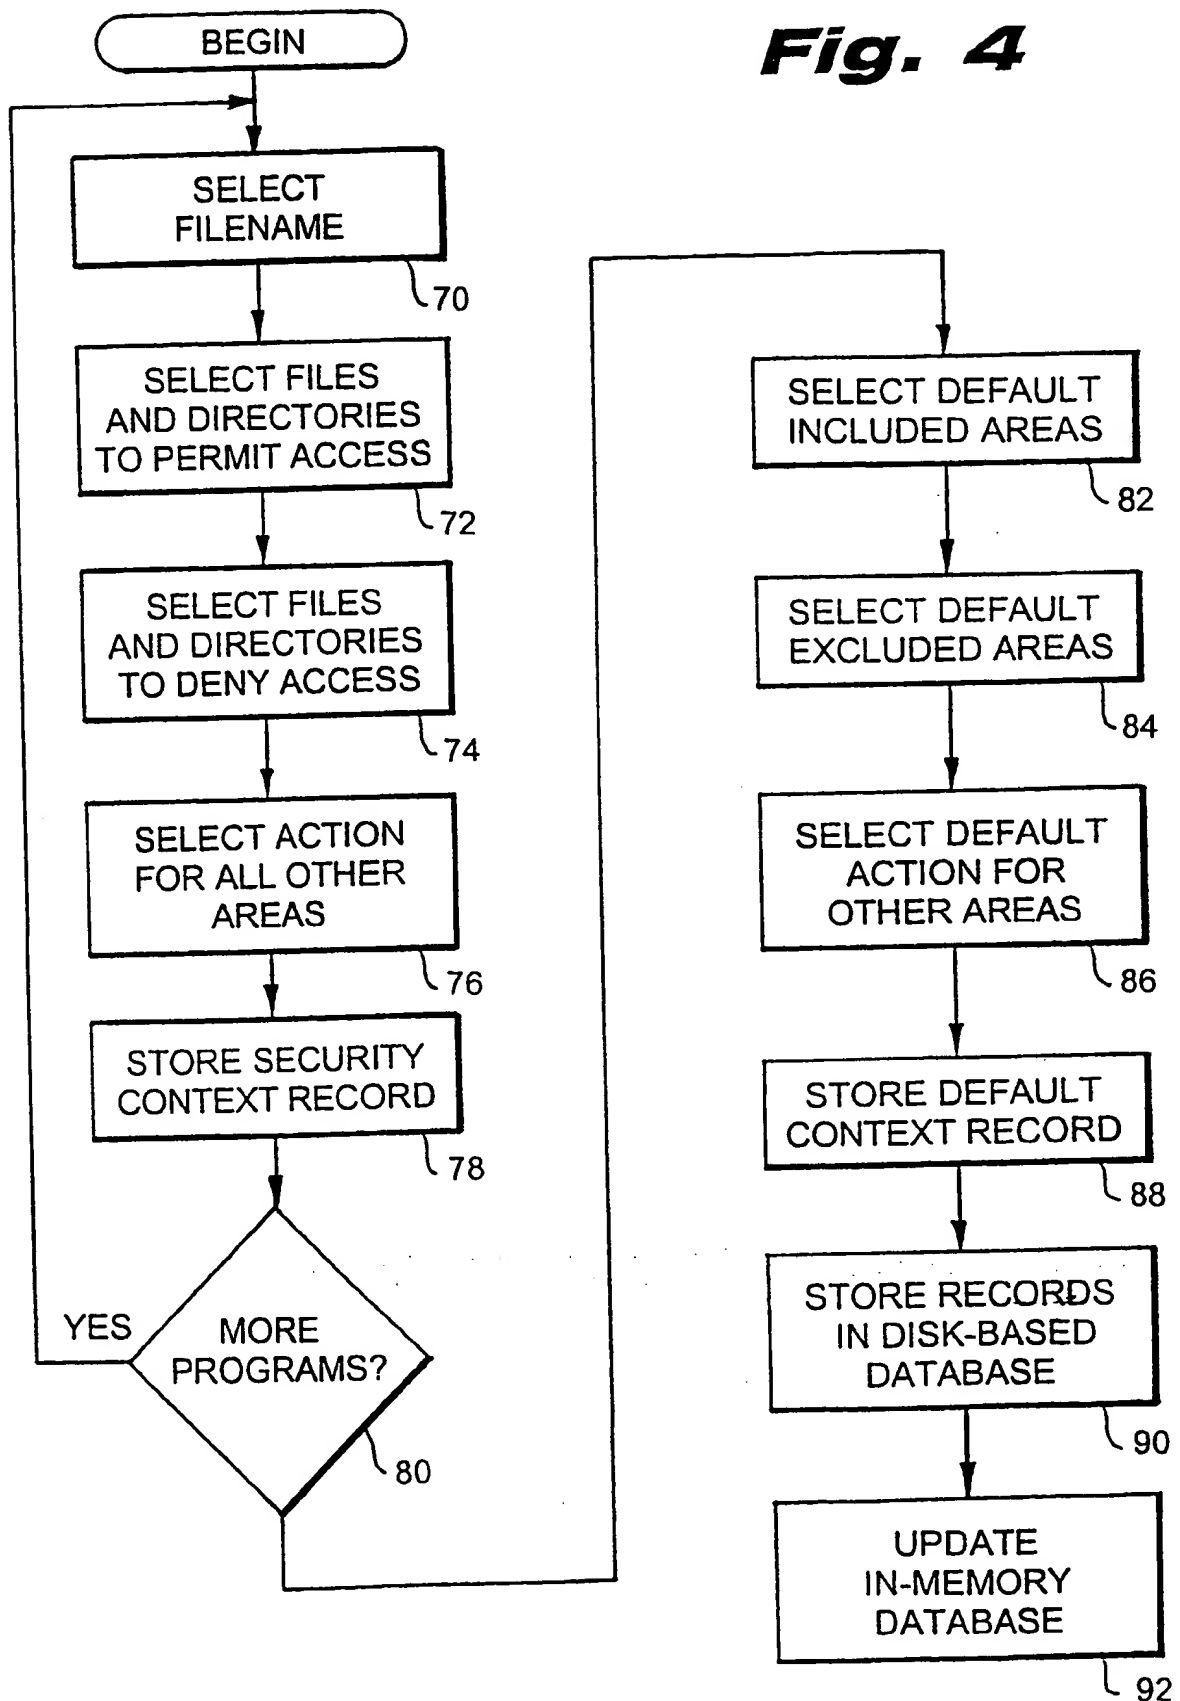 Fig. 4
BEGIN
SELECT
FILENAME
70
SELECT FILES
AND DIRECTORIES
TO PERMIT ACCESS
72
SELECT FILES
AND DIRECTORIES
TO DENY ACCESS
74
SELECT ACTION
FOR ALL OTHER
AREAS
76
STORE SECURITY
CONTEXT RECORD
78
YES
MORE
PROGRAMS?
80
SELECT DEFAULT
INCLUDED AREAS
82
SELECT DEFAULT
EXCLUDED AREAS
84
SELECT DEFAULT
ACTION FOR
OTHER AREAS
86
STORE DEFAULT
CONTEXT RECORD
88
STORE RECORDS
IN DISK-BASED
DATABASE
90
UPDATE
IN-MEMORY
DATABASE
92